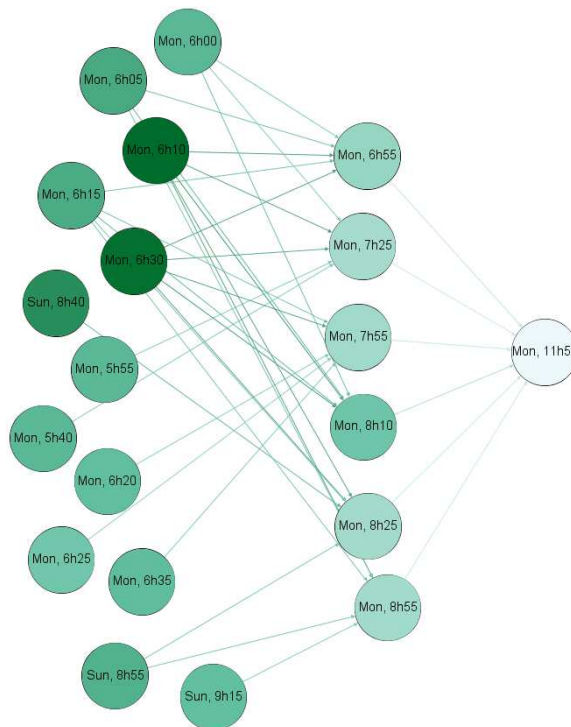 Mon, 6h00
Mon, 6h05
Mon, 6h10
Mon, 6h55
Mon, 6h15
Mon, 7h25
Mon, 6h30
Sun, 8h40
Mon, 7h55
Mon, 11h5
Mon, 5h55
Mon, 8h10
Mon, 5h40
Mon, 6h20
Mon, 8h25
Mon, 6h25
Mon, 6h35
Mon, 8h55
Sun, 8h55
Sun, 9h15